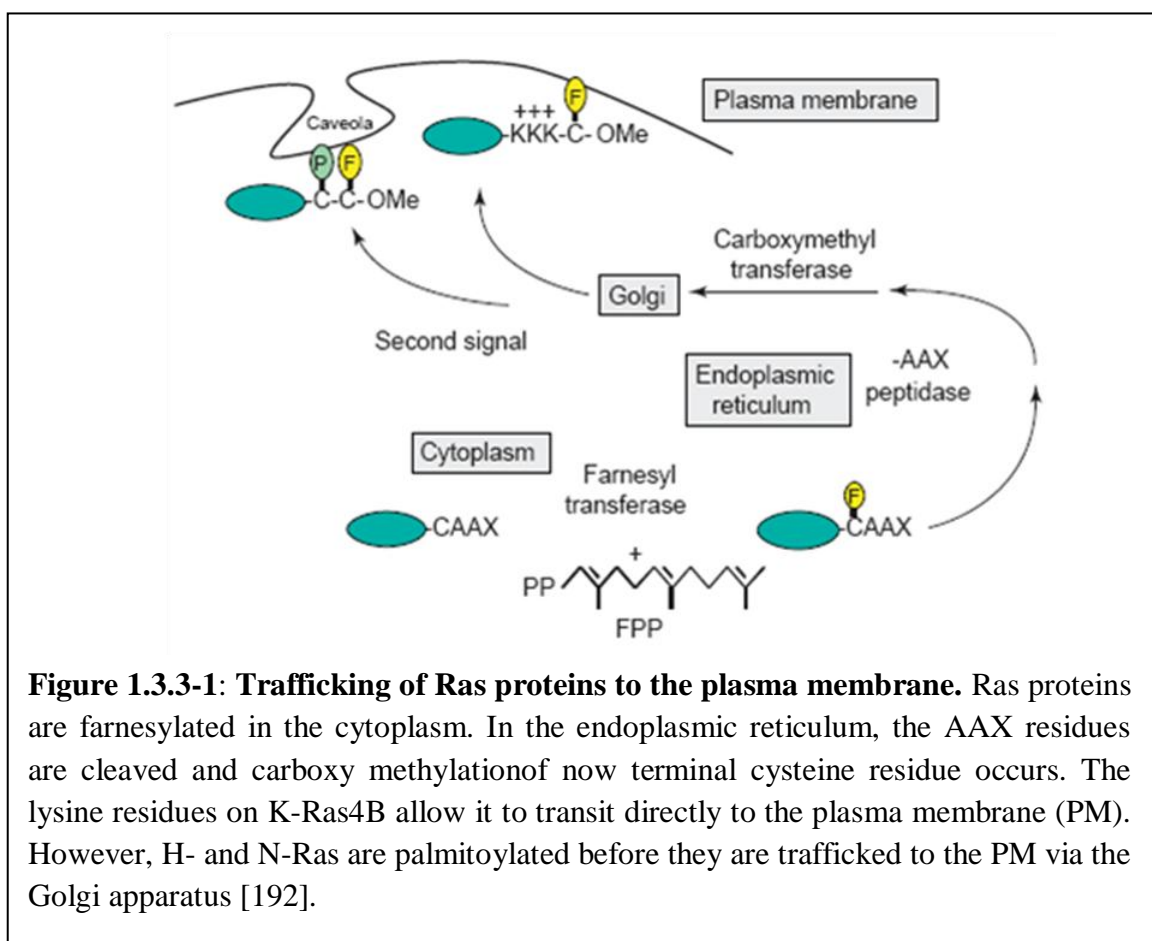 Plasma membrane
Caveola
F
+++
KKK-C-OMe
P F
C-C-OMe
Carboxymethyl
transferase
Golgi
Second signal
-AAX
peptidase
Endoplasmic
reticulum
Cytoplasm
Farnesyl
transferase
F
CAAX
CAAX
+
PP
FPP
Figure 1.3.3-1: Trafficking of Ras proteins to the plasma membrane. Ras proteins
are farnesylated in the cytoplasm. In the endoplasmic reticulum, the AAX residues
are cleaved and carboxy methylationof now terminal cysteine residue occurs. The
lysine residues on K-Ras4B allow it to transit directly to the plasma membrane (PM).
However, H- and N-Ras are palmitoylated before they are trafficked to the PM via the
Golgi apparatus [192].